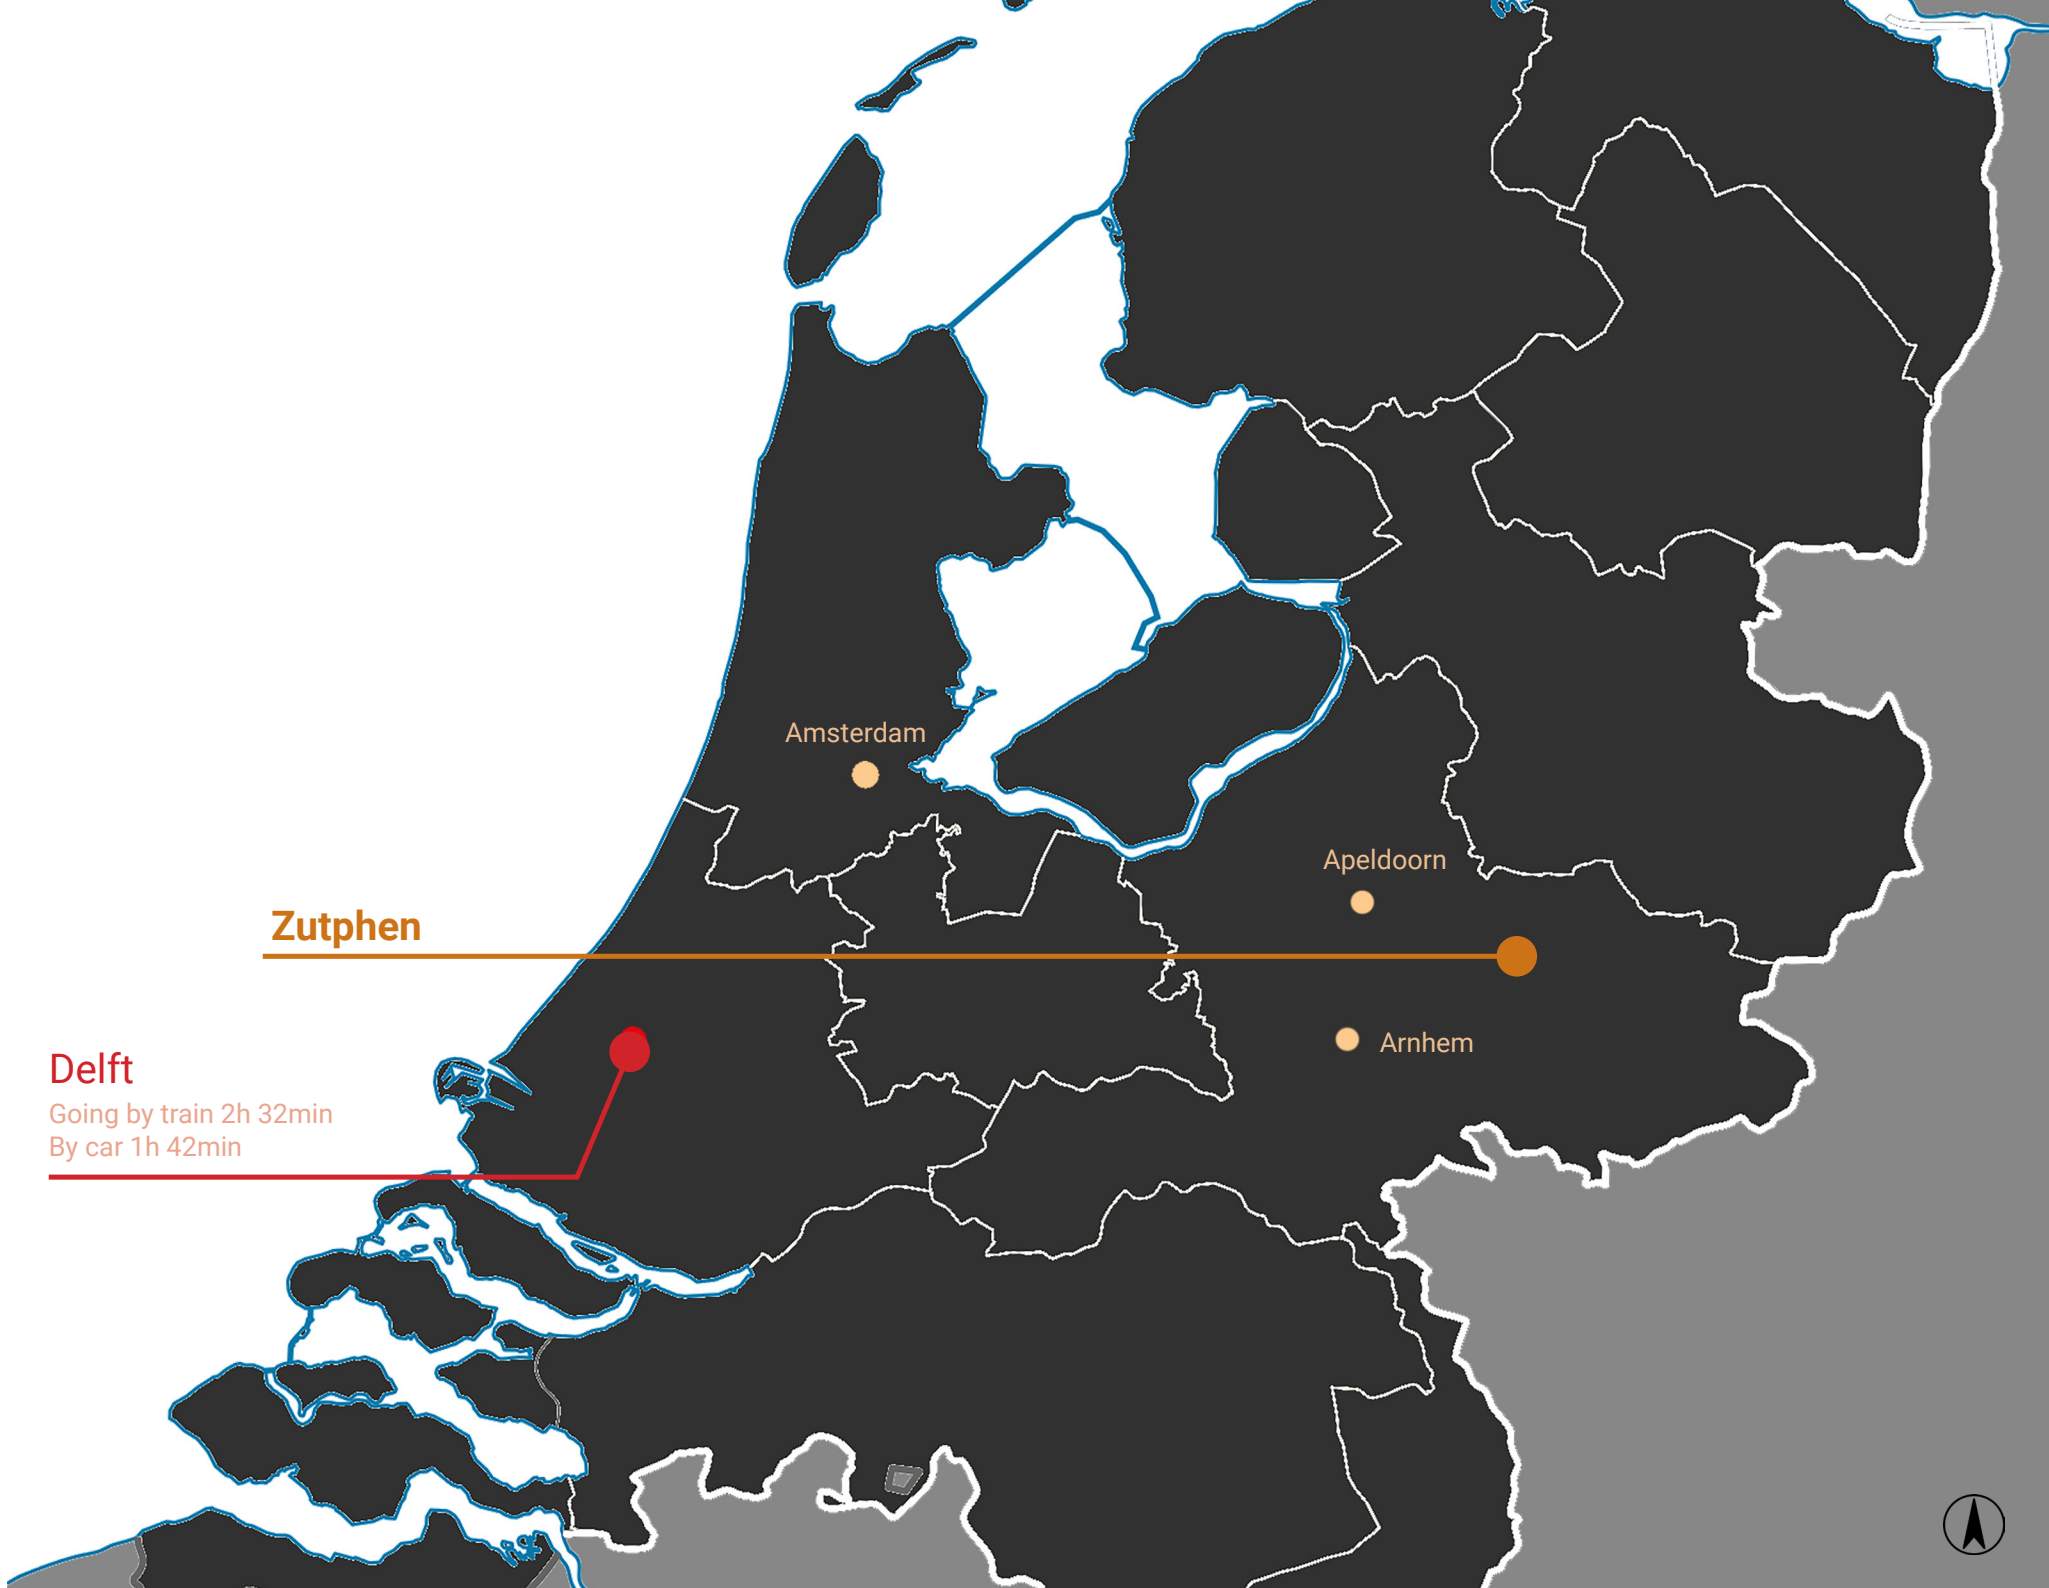 Amsterdam
Apeldoorn
Zutphen
Arnhem
Delft
Going by train 2h 32min
By car 1h 42min